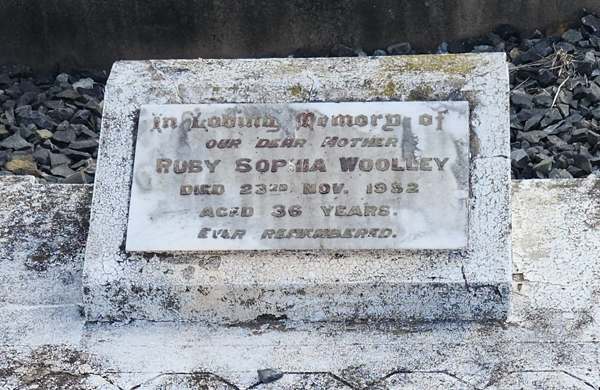 In Loving Memory of
OUR DEAR MOTHER
RUBY SOPHIA WOOLLEY
DIED 23RD NOV. 1952
AGED 36 YEARS.
EVER REMEMBERED.